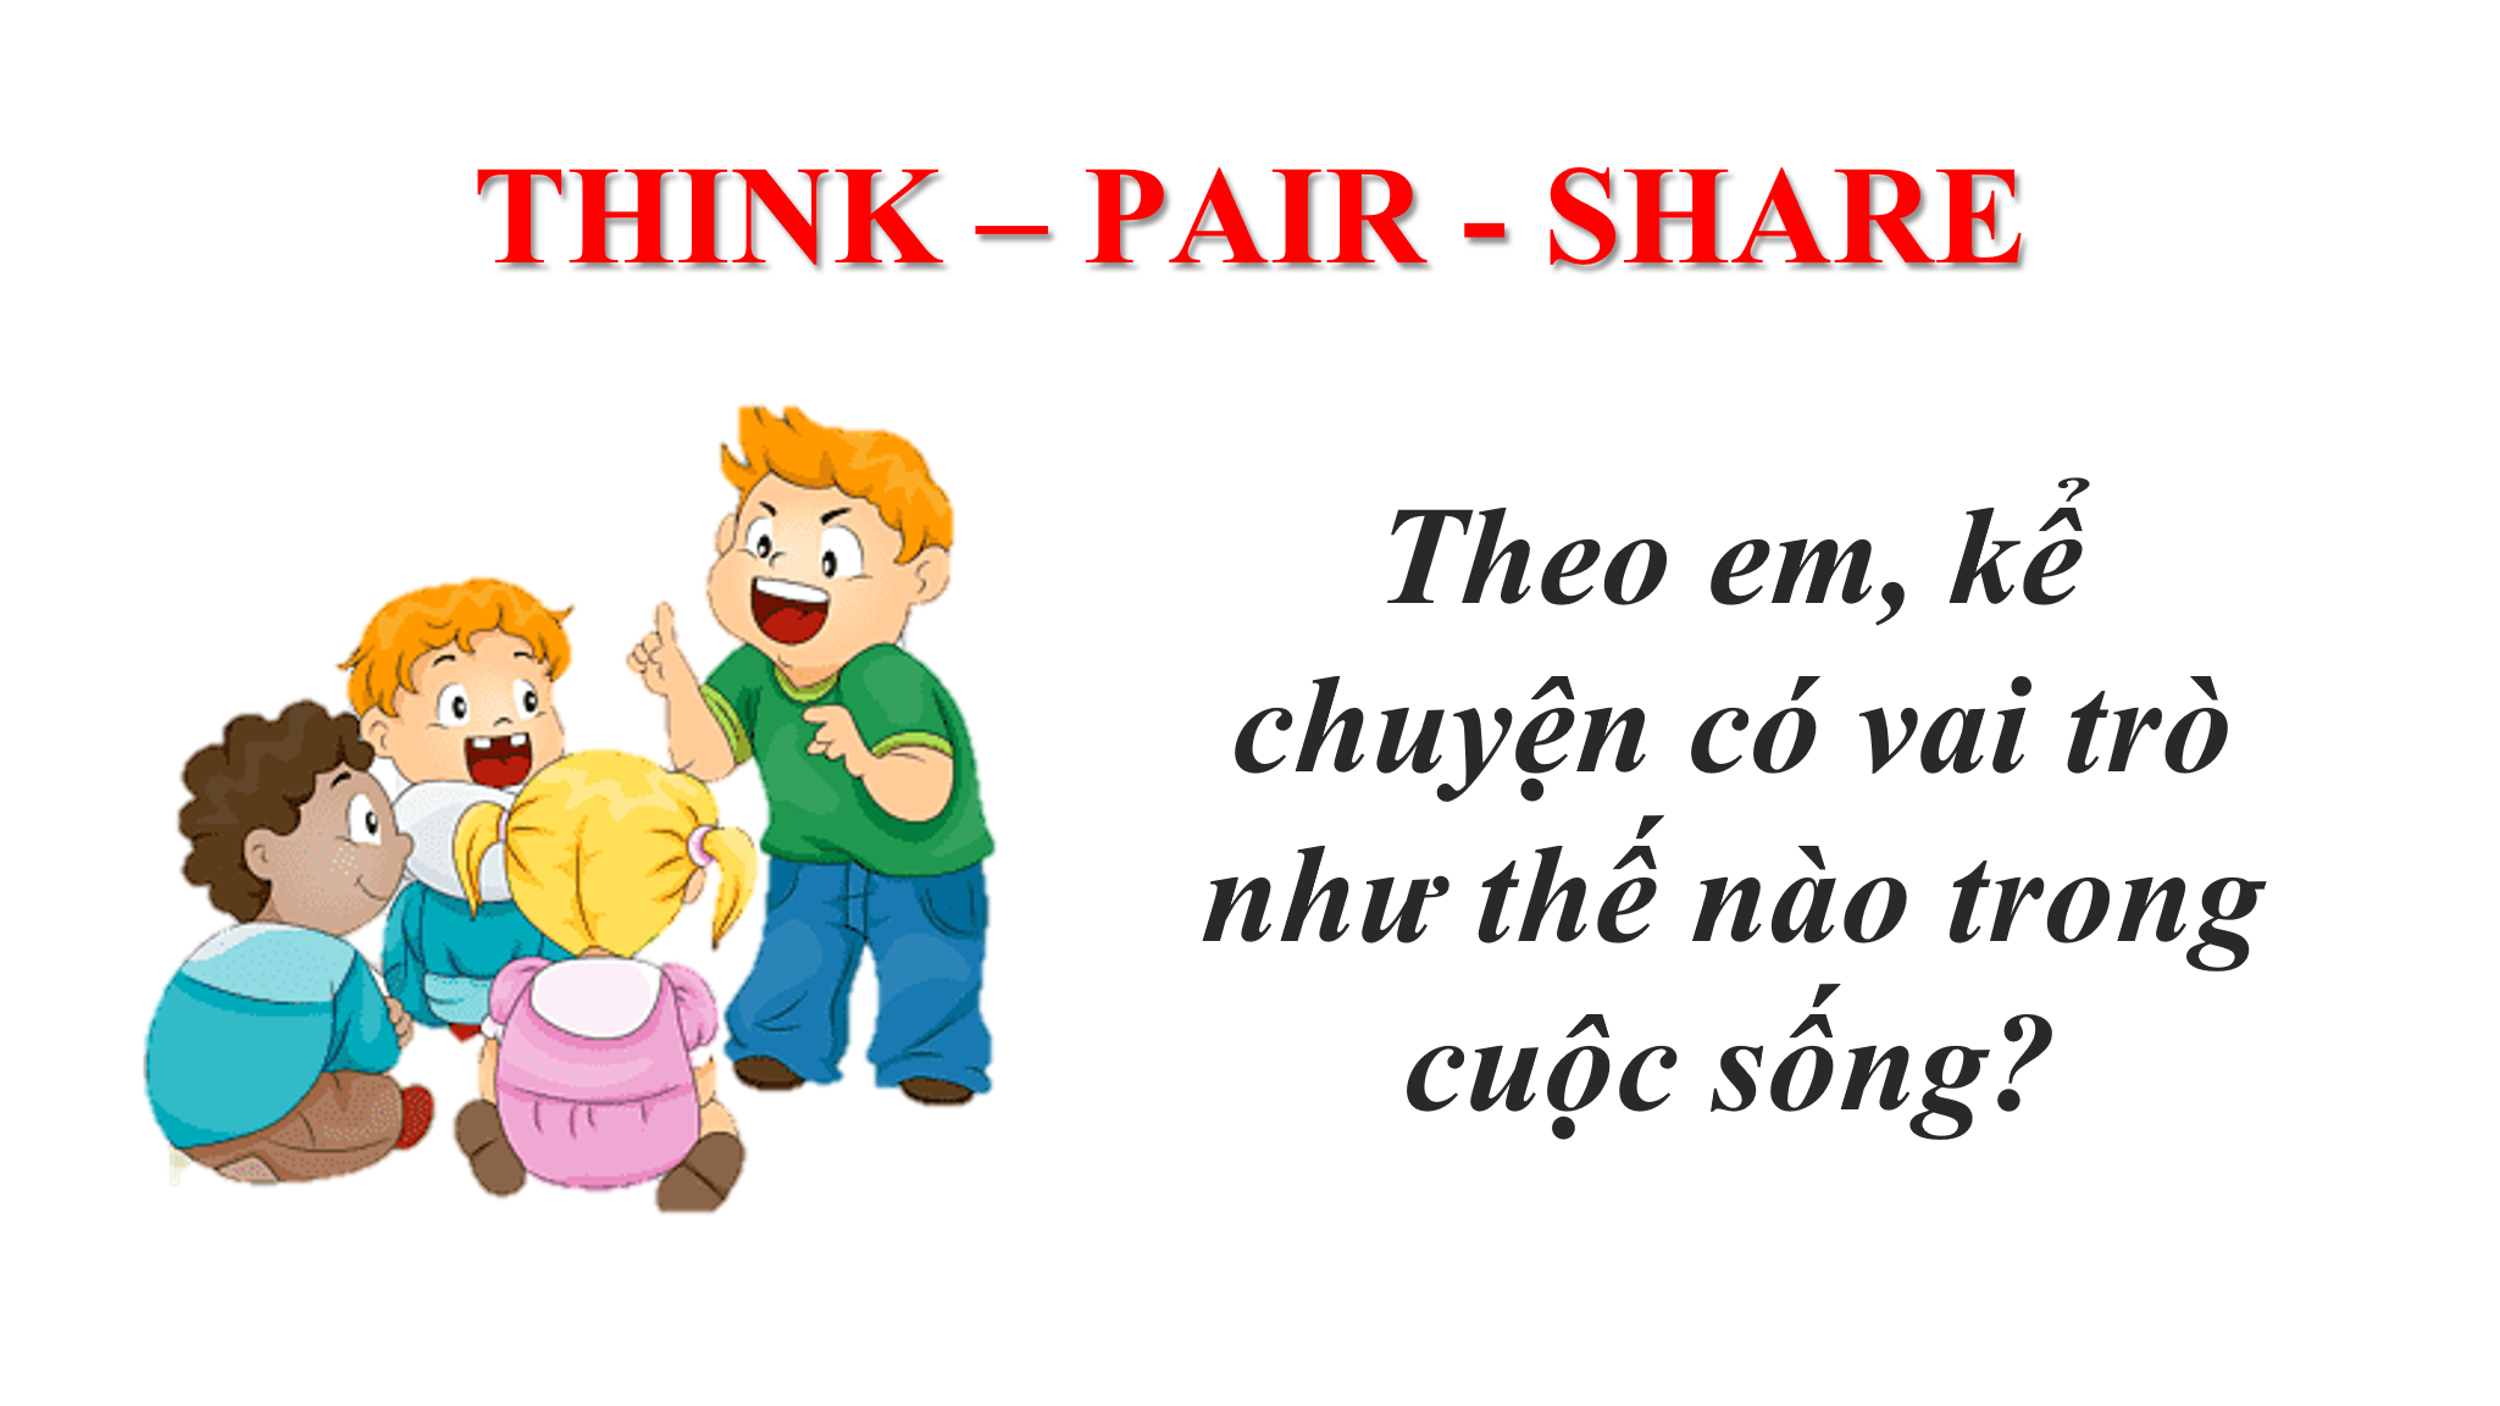 THINK – PAIR - SHARE
Theo em, kể
chuyện có vai trò
như thế nào trong
cuộc sống?